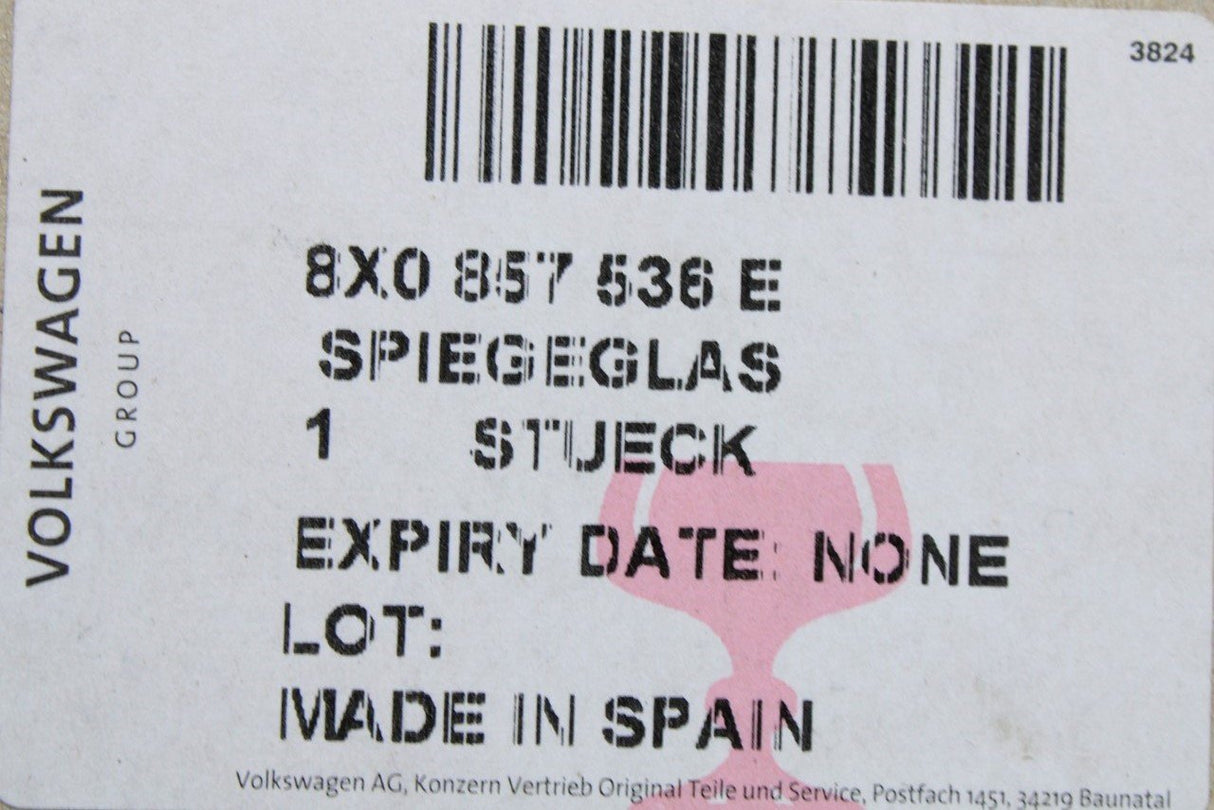 3824
VOLKSWAGEN
GROUP
8X0 857 536 E
SPIEGEGLAS
1 STUECK
EXPIRY DATE: NONE
LOT:
MADE IN SPAIN
Volkswagen AG, Konzern Vertrieb Original Teile und Service, Postfach 1451, 34219 Baunatal